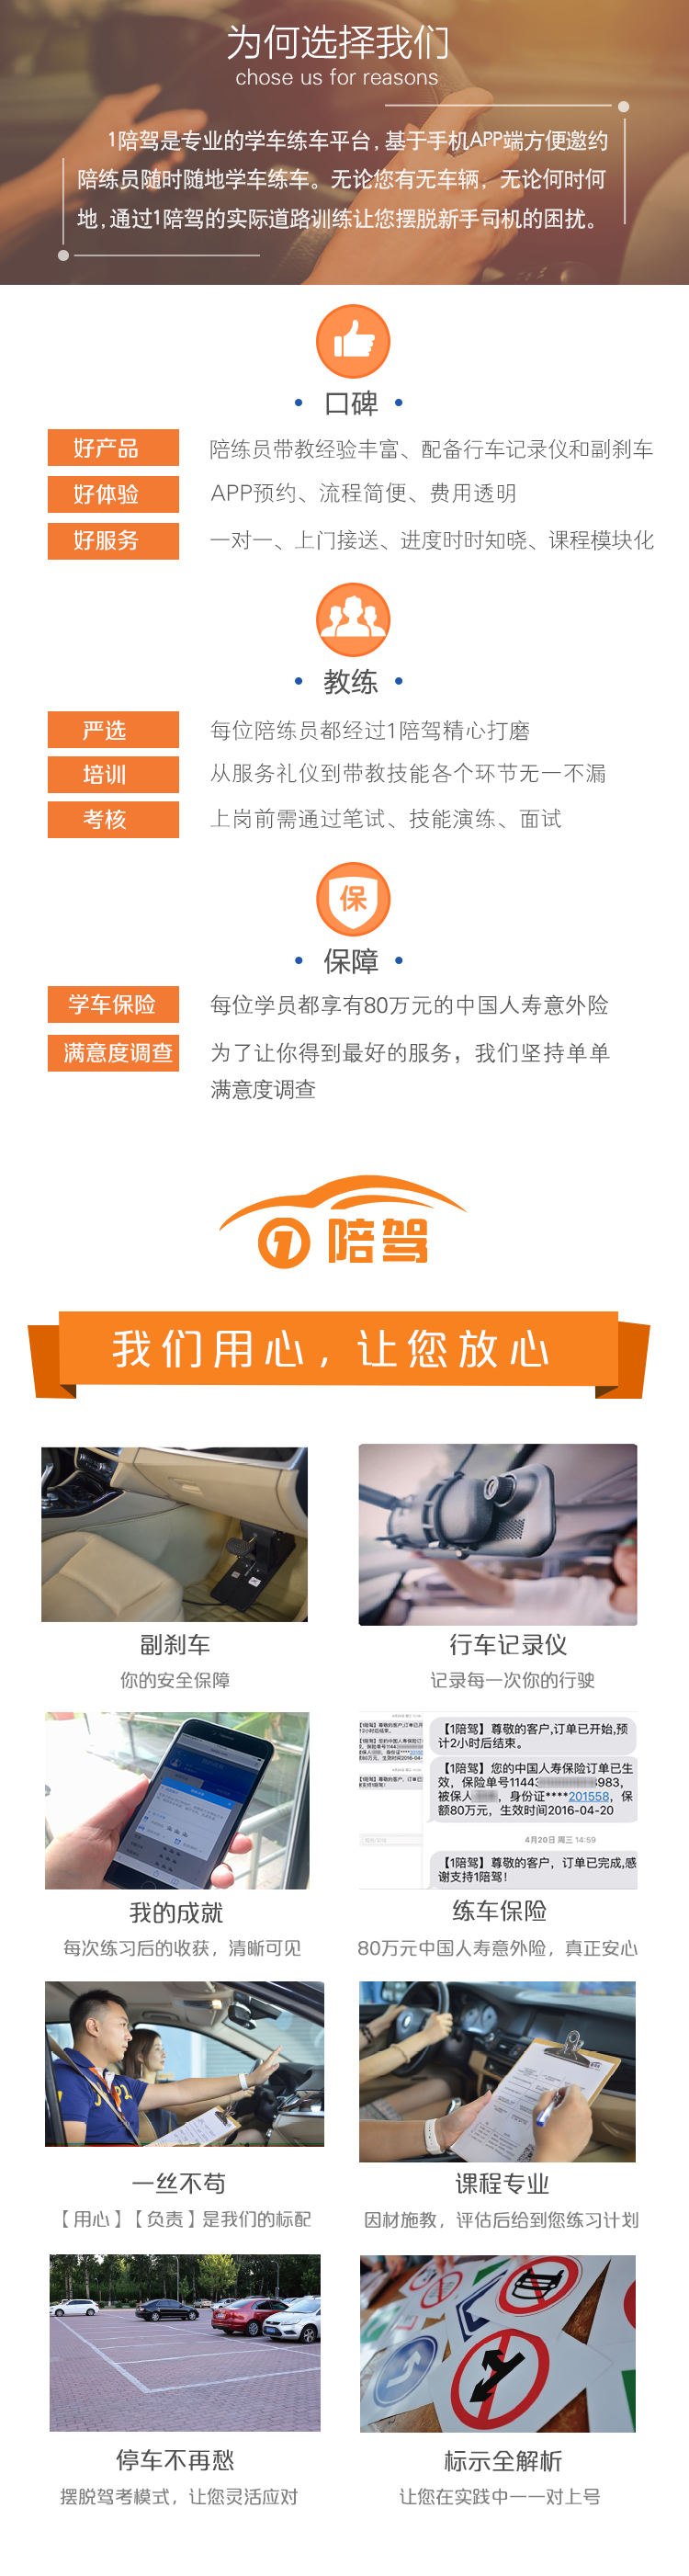 为何选择我们
chose us for reasons
1陪驾是专业的学车练车平台，基于手机APP端方便邀约
陪练员随时随地学车练车。无论您有无车辆，无论何时何
地，通过1陪驾的实际道路训练让您摆脱新手司机的困扰。
口碑
好产品 陪练员带教经验丰富、配备行车记录仪和副刹车
好体验 APP预约、流程简便、费用透明
好服务 一对一、上门接送、进度时时知晓、课程模块化
教练
严选 每位陪练员都经过1陪驾精心打磨
培训 从服务礼仪到带教技能各个环节无一不漏
考核 上岗前需通过笔试、技能演练、面试
保
保障
学车保险 每位学员都享有80万元的中国人寿意外险
满意度调查 为了让你得到最好的服务，我们坚持单单
满意度调查
1 陪驾
我们用心，让您放心
副刹车
你的安全保障
行车记录仪
记录每一次你的行驶
【1陪驾】尊敬的客户,订单已开始,预
计2小时后结束。
【1陪驾】您的中国人寿保险订单已生
效，保险单号11443 983,
被保人 ，身份证****201558，保
额80万元，生效时间2016-04-20
4月20日 周三 14:59
【1陪驾】尊敬的客户，订单已完成,感
谢支持1陪驾！
我的成就
每次练习后的收获，清晰可见
练车保险
80万元中国人寿意外险，真正安心
一丝不苟
【用心】【负责】是我们的标配
课程专业
因材施教，评估后给到您练习计划
停车不再愁
摆脱驾考模式，让您灵活应对
标示全解析
让您在实践中一一对上号